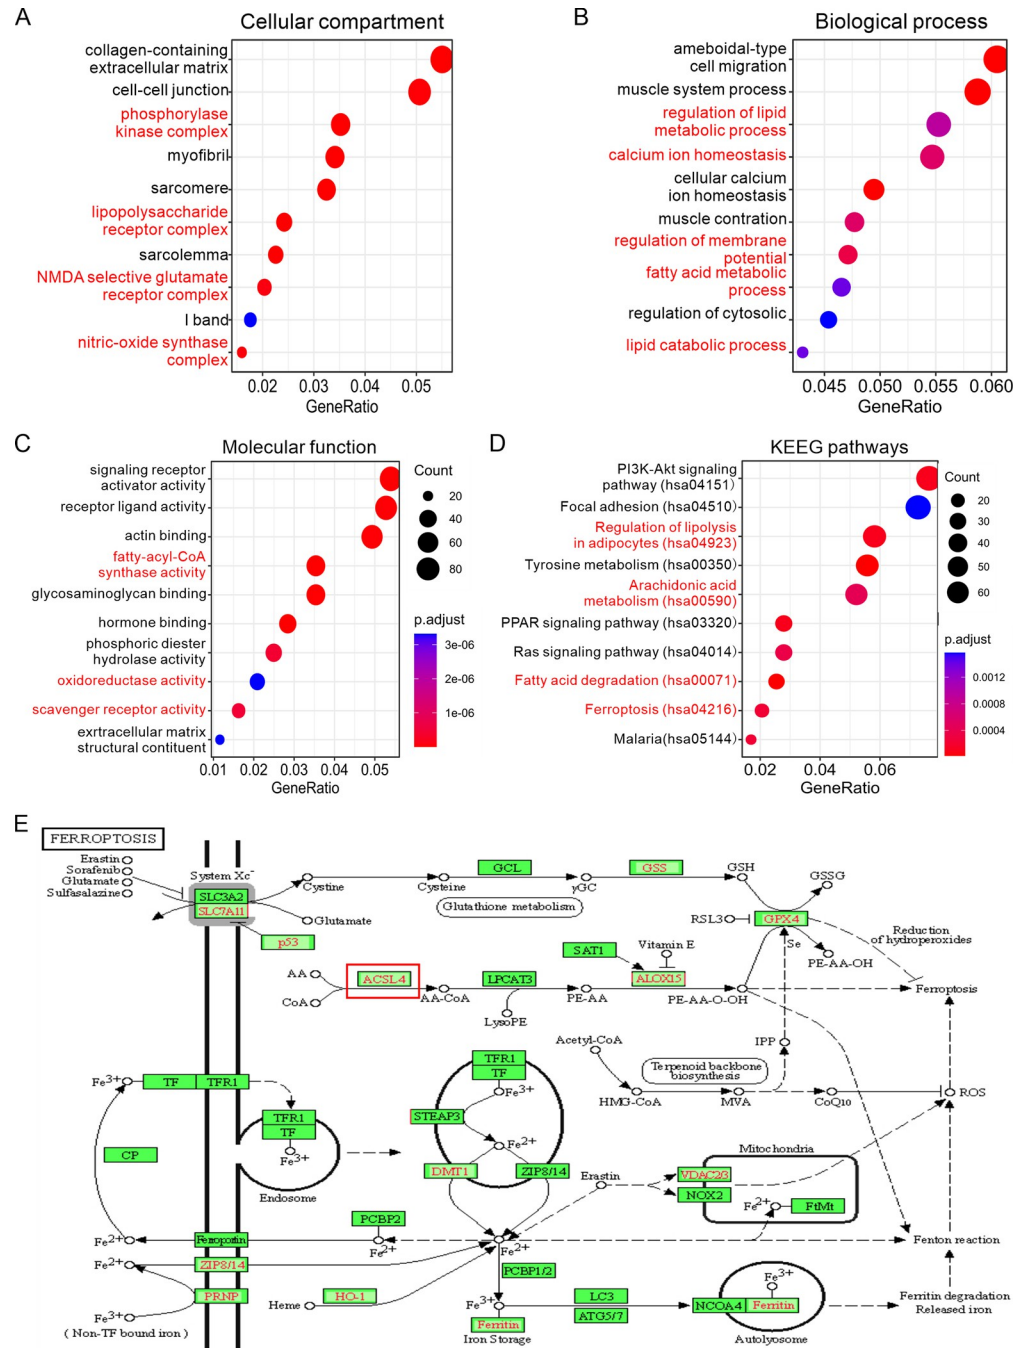 A
Cellular compartment
collagen-containing
extracellular matrix
cell-cell junction
phosphorylase
kinase complex
myofibril
sarcomere
lipopolysaccharide
receptor complex
sarcolemma
NMDA selective glutamate
receptor complex
I band
nitric-oxide synthase
complex
0.02 0.03 0.04 0.05
GeneRatio
B
Biological process
ameboidal-type
cell migration
muscle system process
regulation of lipid
metabolic process
calcium ion homeostasis
cellular calcium
ion homeostasis
muscle contration
regulation of membrane
potential
fatty acid metabolic
process
regulation of cytosolic
lipid catabolic process
0.045 0.050 0.055 0.060
GeneRatio
C
Molecular function
signaling receptor
activator activity
receptor ligand activity
actin binding
fatty-acyl-CoA
synthase activity
glycosaminoglycan binding
hormone binding
phosphoric diester
hydrolase activity
oxidoreductase activity
scavenger receptor activity
exrtracellular matrix
structural contituent
0.01 0.02 0.03 0.04 0.05
GeneRatio
Count
20
40
60
80
p.adjust
3e-06
2e-06
1e-06
D
KEEG pathways
PI3K-Akt signaling
pathway (hsa04151)
Focal adhesion (hsa04510)
Regulation of lipolysis
in adipocytes (hsa04923)
Tyrosine metabolism (hsa00350)
Arachidonic acid
metabolism (hsa00590)
PPAR signaling pathway (hsa03320)
Ras signaling pathway (hsa04014)
Fatty acid degradation (hsa00071)
Ferroptosis (hsa04216)
Malaria(hsa05144)
0.02 0.04 0.06
GeneRatio
Count
20
30
40
50
60
p.adjust
0.0012
0.0008
0.0004
E
FERROPTOSIS
Erastin
Sorafenib
Glutamate
Sulfasalazine
System Xc⁻
SLC3A2
SLC7A11
p53
Cystine
Glutamate
Cysteine
GCL
γGC
GSS
GSH
GSSG
Glutathione metabolism
RSL3
GPX4
Se
Reduction
of hydroperoxides
PE-AA-OH
AA
CoA
ACSL4
AA-CoA
LPCAT3
LysoPE
PE-AA
SAT1
Vitamin E
ALOX15
PE-AA-O-OH
Ferroptosis
Acetyl-CoA
HMG-CoA
Terpenoid backbone
biosynthesis
MVA
IPP
CoQ10
ROS
Fe3+
TF
TFR1
TFR1
TF
Fe3+
Endosome
CP
TFR1
TF
Fe3+
STEAP3
Fe2+
DMT1
ZIP8/14
Erastin
Mitochondria
VDAC2/3
NOX2
Fe2+
FtMt
Fe2+
Ferroportin
PCBP2
Fe2+
Fe2+
Fenton reaction
Fe2+
ZIP8/14
PRNP
Fe3+
( Non-TF bound iron )
Heme
HO-1
PCBP1/2
Fe3+
Ferritin
Iron Storage
LC3
ATG5/7
Fe3+
NCOA4
Ferritin
Autolyosome
Ferritin degradation
Released iron